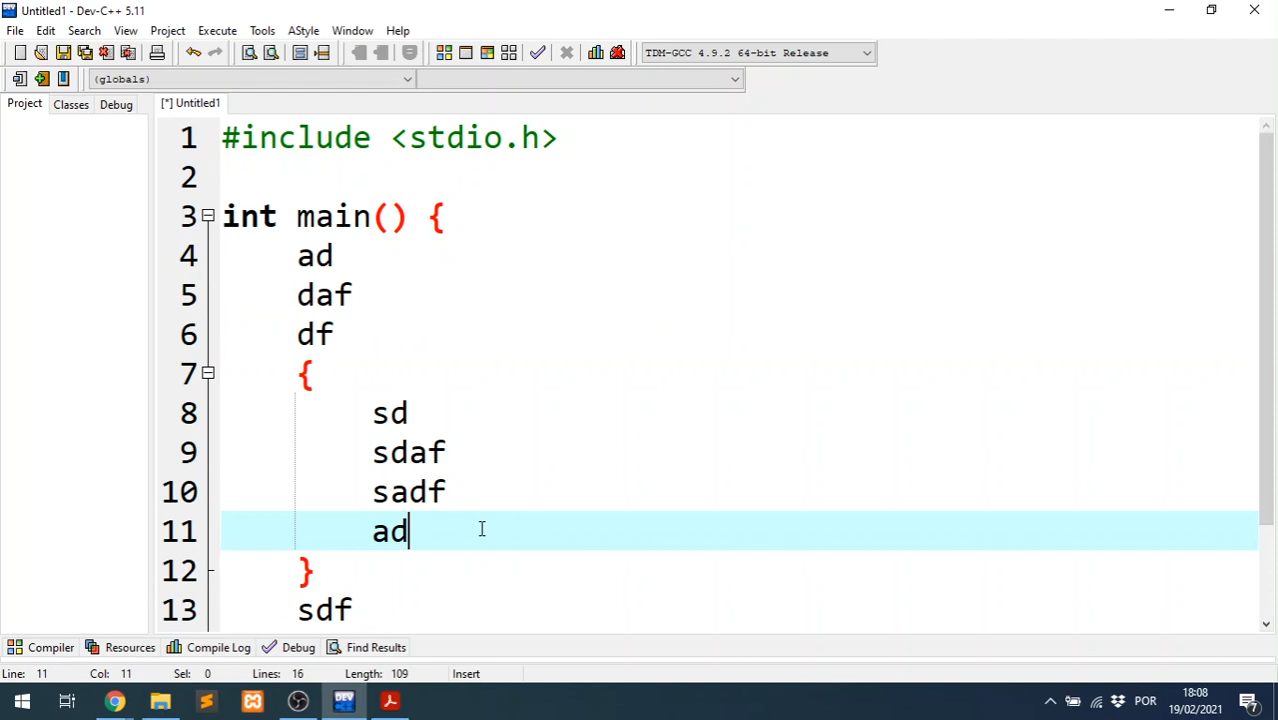 Untitled1 - Dev-C++ 5.11
File Edit Search View Project Execute Tools AStyle Window Help
TDM-GCC 4.9.2 64-bit Release
(globals)
Project Classes Debug [*] Untitled1
1 #include <stdio.h>
2
3 int main() {
4 ad
5 daf
6 df
7 {
8 sd
9 sdaf
10 sadf
11 ad
12 }
13 sdf
Compiler Resources Compile Log Debug Find Results
Line: 11 Col: 11 Sel: 0 Lines: 16 Length: 109 Insert
POR 18:08
19/02/2021 7